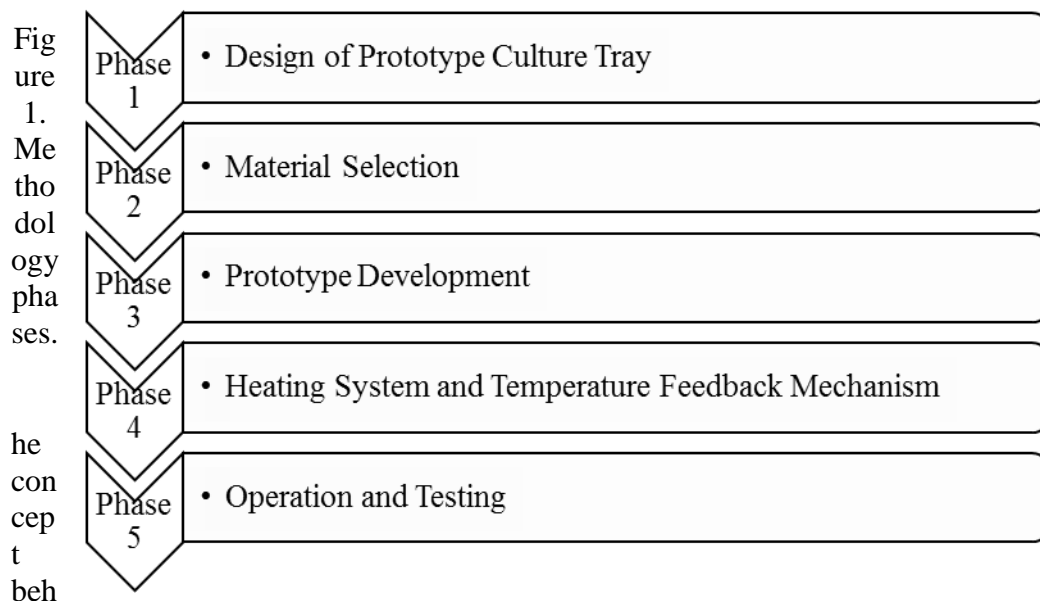 Fig
ure
1.
Me
tho
dol
ogy
pha
ses.
he
con
cep
t
beh
Phase
1
• Design of Prototype Culture Tray
Phase
2
• Material Selection
Phase
3
• Prototype Development
Phase
4
• Heating System and Temperature Feedback Mechanism
Phase
5
• Operation and Testing